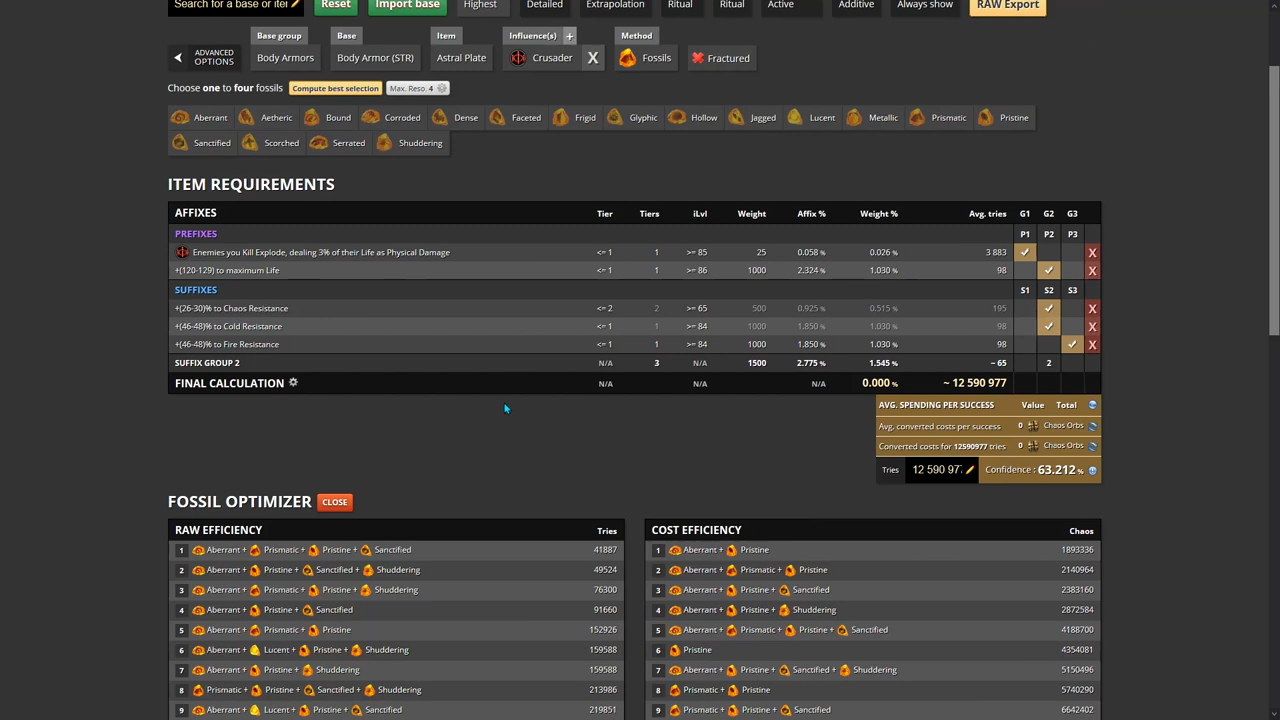 Search for a base or iter Reset Import base Highest Detailed Extrapolation Ritual Ritual Active Additive Always show RAW Export
Base group Base Item Influence(s) + Method
ADVANCED OPTIONS Body Armors Body Armor (STR) Astral Plate Crusader X Fossils Fractured
Choose one to four fossils Compute best selection Max. Reso. 4
Aberrant Aetheric Bound Corroded Dense Faceted Frigid Glyphic Hollow Jagged Lucent Metallic Prismatic Pristine
Sanctified Scorched Serrated Shuddering
ITEM REQUIREMENTS
AFFIXES Tier Tiers iLvl Weight Affix % Weight % Avg. tries G1 G2 G3
PREFIXES P1 P2 P3
Enemies you Kill Explode, dealing 3% of their Life as Physical Damage <= 1 1 >= 85 25 0.058 % 0.026 % 3 883 X
+(120-129) to maximum Life <= 1 1 >= 86 1000 2.324 % 1.030 % 98 X
SUFFIXES S1 S2 S3
+(26-30)% to Chaos Resistance <= 2 2 >= 65 500 0.925 % 0.515 % 195 X
+(46-48)% to Cold Resistance <= 1 1 >= 84 1000 1.850 % 1.030 % 98 X
+(46-48)% to Fire Resistance <= 1 1 >= 84 1000 1.850 % 1.030 % 98 X
SUFFIX GROUP 2 N/A 3 N/A 1500 2.775 % 1.545 % ~ 65 2
FINAL CALCULATION N/A N/A N/A 0.000 % ~ 12 590 977
AVG. SPENDING PER SUCCESS Value Total
Avg. converted costs per success 0 Chaos Orbs
Converted costs for 12590977 tries 0 Chaos Orbs
Tries 12 590 977 Confidence : 63.212 %
FOSSIL OPTIMIZER CLOSE
RAW EFFICIENCY Tries
1 Aberrant + Prismatic + Pristine + Sanctified 41887
2 Aberrant + Pristine + Sanctified + Shuddering 49524
3 Aberrant + Prismatic + Pristine + Shuddering 76300
4 Aberrant + Pristine + Sanctified 91660
5 Aberrant + Prismatic + Pristine 152926
6 Aberrant + Lucent + Pristine + Shuddering 159588
7 Aberrant + Pristine + Shuddering 159588
8 Prismatic + Pristine + Sanctified + Shuddering 213986
9 Aberrant + Lucent + Pristine + Sanctified 219851
COST EFFICIENCY Chaos
1 Aberrant + Pristine 1893336
2 Aberrant + Prismatic + Pristine 2140964
3 Aberrant + Pristine + Sanctified 2383160
4 Aberrant + Pristine + Shuddering 2872584
5 Aberrant + Prismatic + Pristine + Sanctified 4188700
6 Pristine 4354081
7 Aberrant + Pristine + Sanctified + Shuddering 5150496
8 Prismatic + Pristine 5740290
9 Prismatic + Pristine + Sanctified 6642402